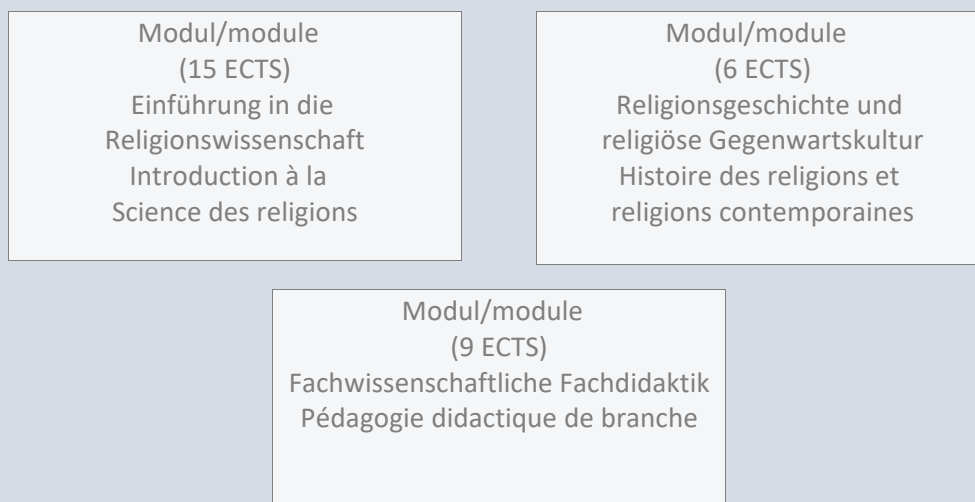 Modul/module
(15 ECTS)
Einführung in die
Religionswissenschaft
Introduction à la
Science des religions
Modul/module
(6 ECTS)
Religionsgeschichte und
religiöse Gegenwartskultur
Histoire des religions et
religions contemporaines
Modul/module
(9 ECTS)
Fachwissenschaftliche Fachdidaktik
Pédagogie didactique de branche